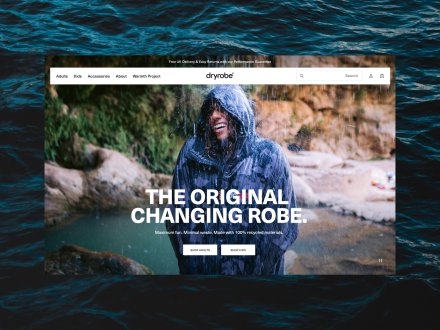 Free UK Delivery & Easy Returns with our Performance Guarantee
Adults Kids Accessories About Warmth Project
dryrobe
Search
THE ORIGINAL
CHANGING ROBE.
Maximum fun. Minimal waste. Made with 100% recycled materials.
SHOP ADULTS SHOP KIDS